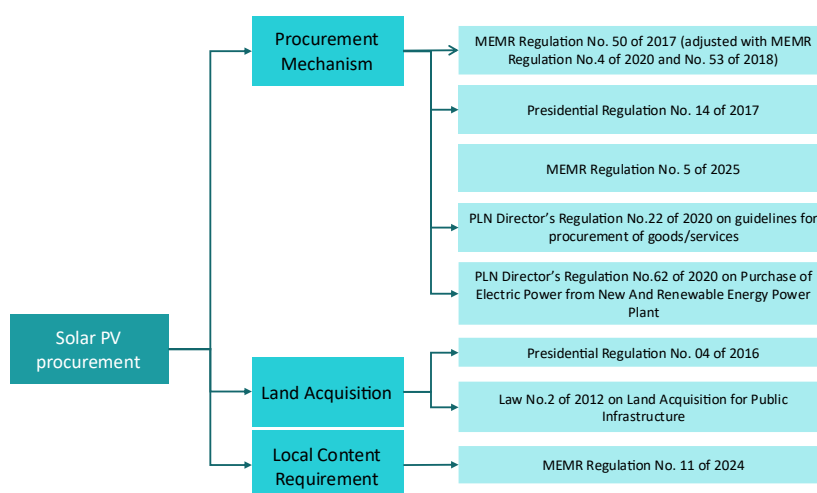 Procurement
Mechanism
MEMR Regulation No. 50 of 2017 (adjusted with MEMR
Regulation No.4 of 2020 and No. 53 of 2018)
Presidential Regulation No. 14 of 2017
MEMR Regulation No. 5 of 2025
PLN Director’s Regulation No.22 of 2020 on guidelines for
procurement of goods/services
PLN Director’s Regulation No.62 of 2020 on Purchase of
Electric Power from New And Renewable Energy Power
Plant
Solar PV
procurement
Land Acquisition
Presidential Regulation No. 04 of 2016
Law No.2 of 2012 on Land Acquisition for Public
Infrastructure
Local Content
Requirement
MEMR Regulation No. 11 of 2024